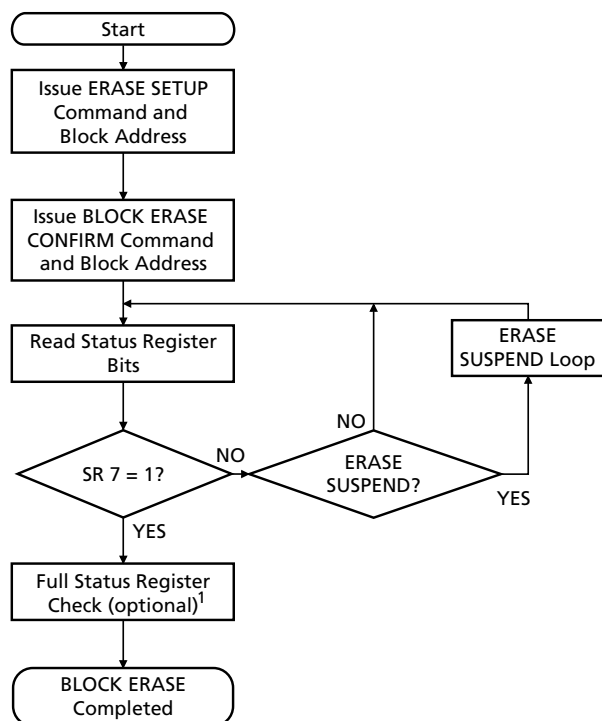 Start
Issue ERASE SETUP
Command and
Block Address
Issue BLOCK ERASE
CONFIRM Command
and Block Address
Read Status Register
Bits
ERASE
SUSPEND Loop
NO
SR 7 = 1?
NO
ERASE
SUSPEND?
YES
YES
Full Status Register
Check (optional)¹
BLOCK ERASE
Completed